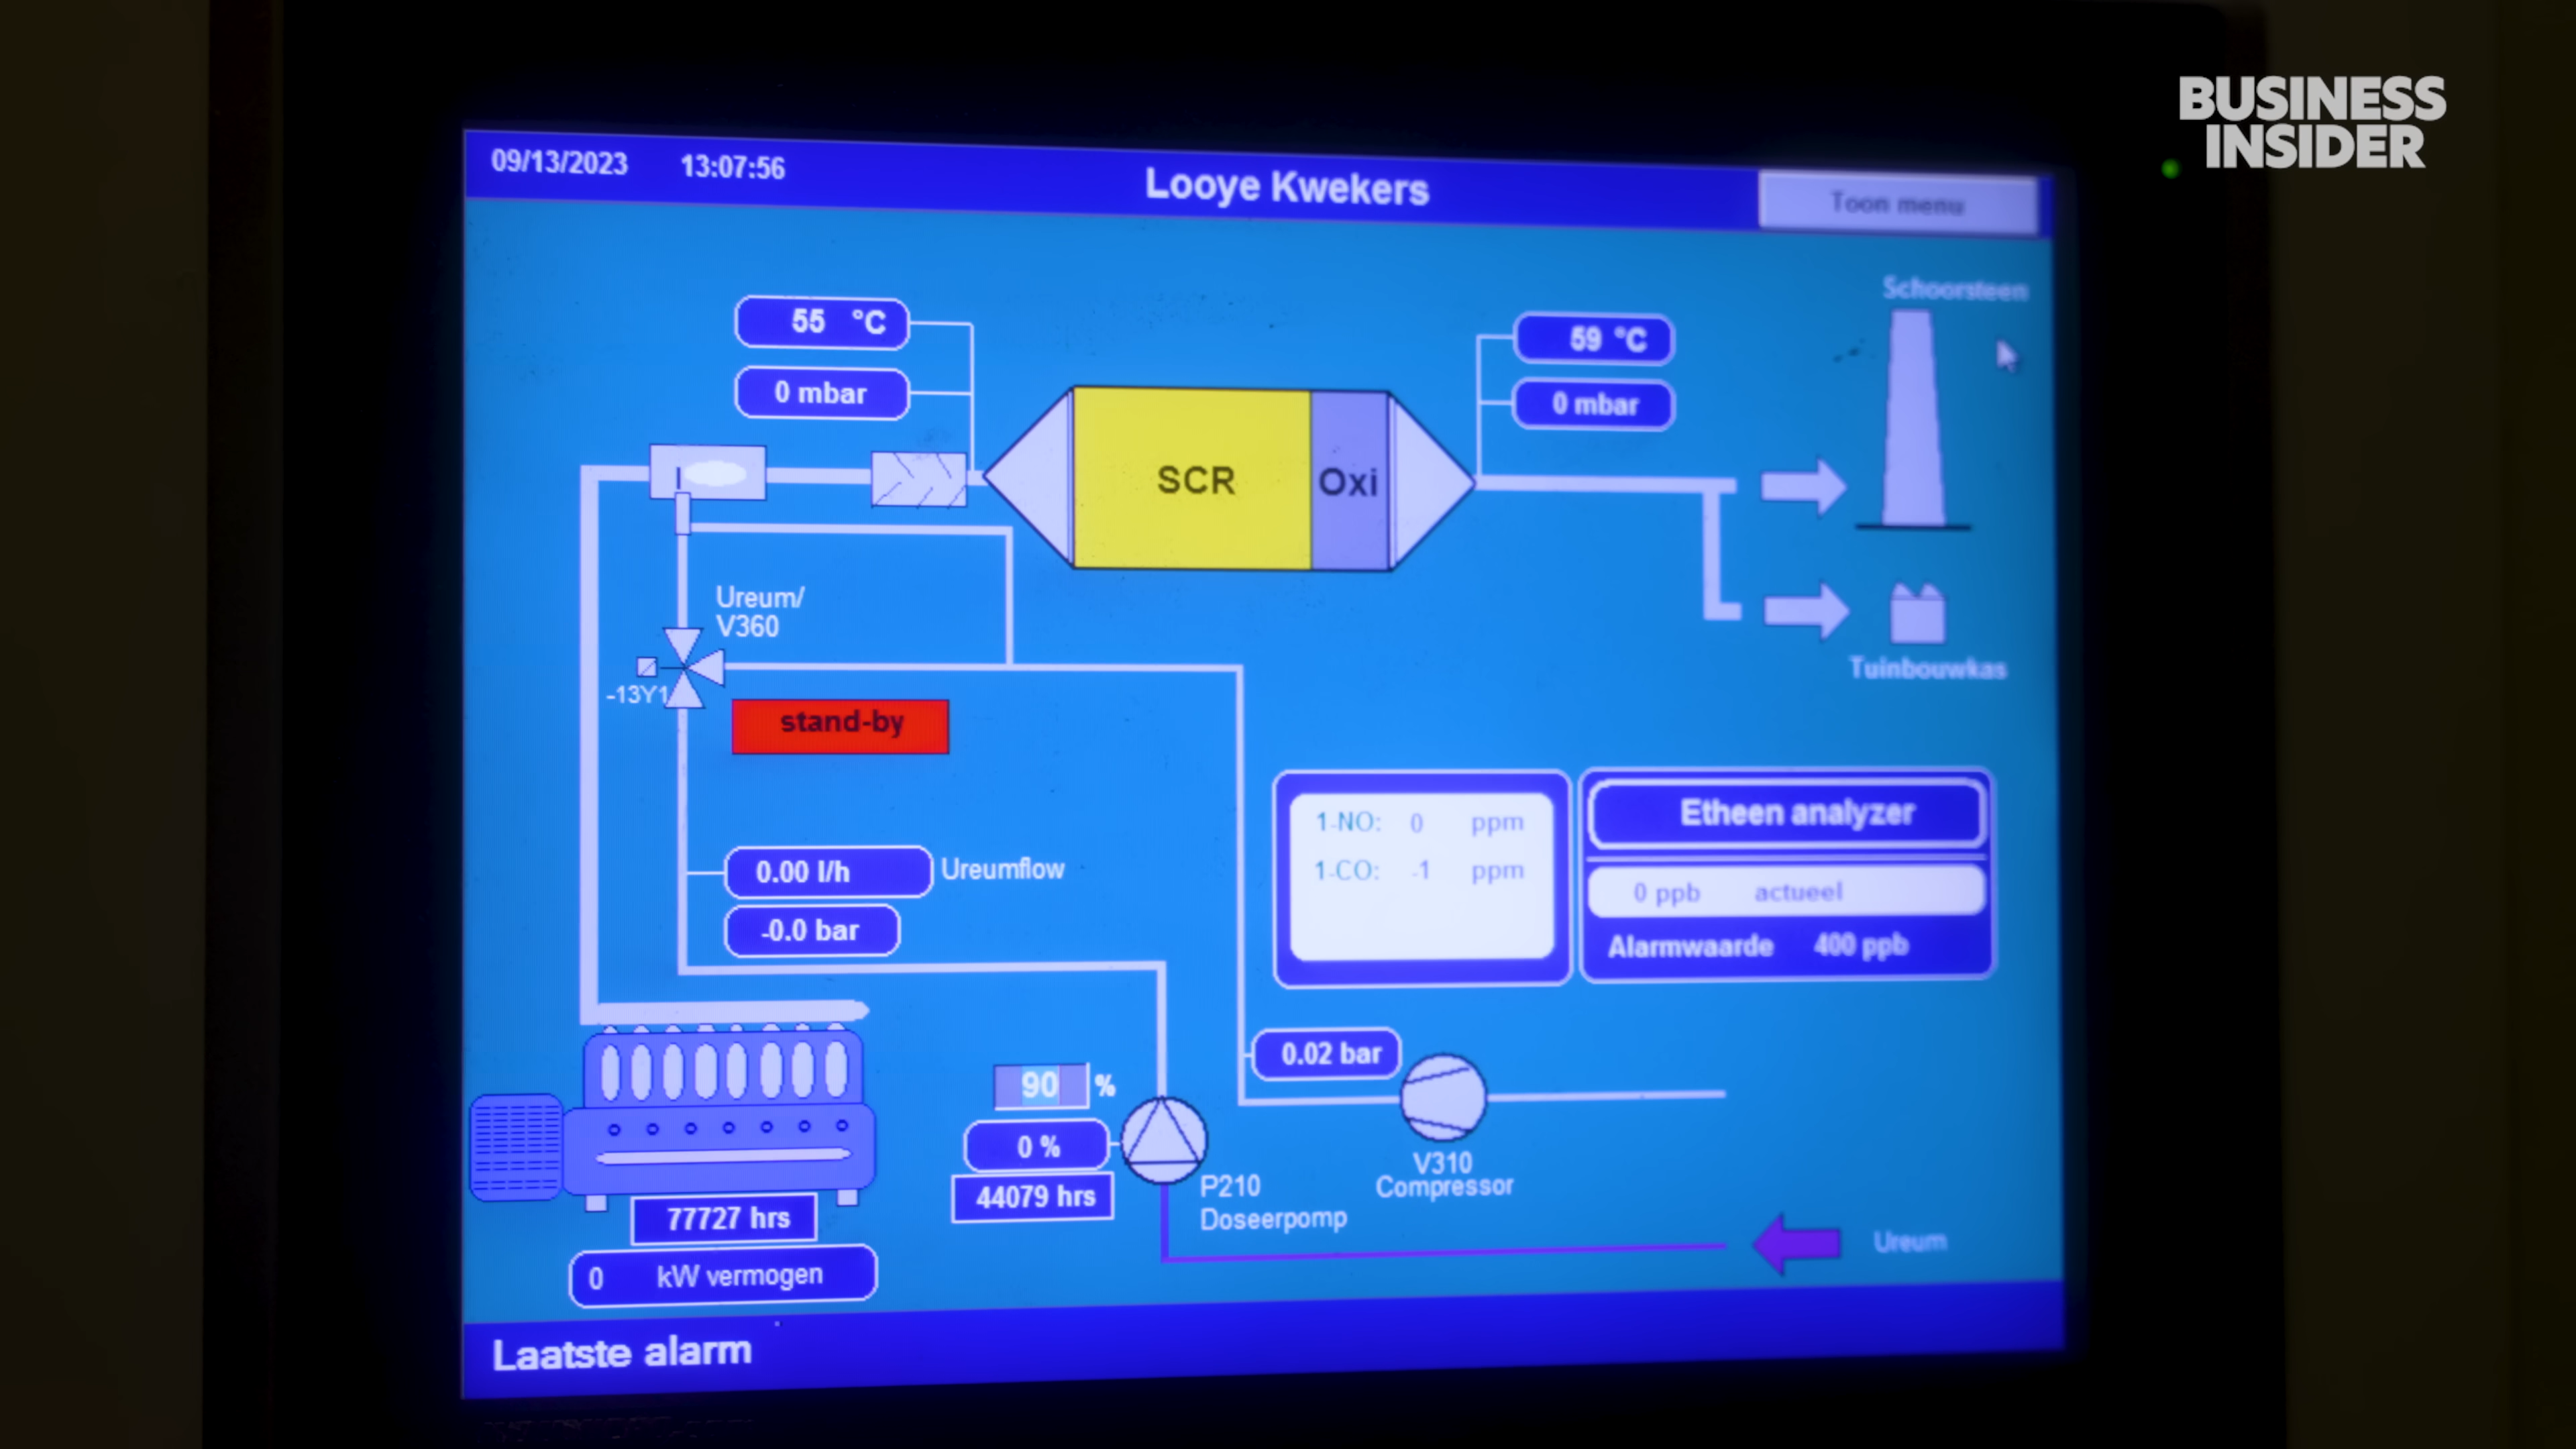 BUSINESS
INSIDER
09/13/2023 13:07:56 Looye Kwekers Toon menu
Schoorsteen
55 °C
59 °C
0 mbar
0 mbar
SCR Oxi
Ureum/
V360
-13Y1
Tuinbouwkas
stand-by
1-NO: 0 ppm
1-CO: -1 ppm
Etheen analyzer
0 ppb actueel
Alarmwaarde 400 ppb
0.00 l/h Ureumflow
-0.0 bar
0.02 bar
90 %
0 %
44079 hrs
P210
Doseerpomp
V310
Compressor
77727 hrs
0 kW vermogen
Ureum
Laatste alarm